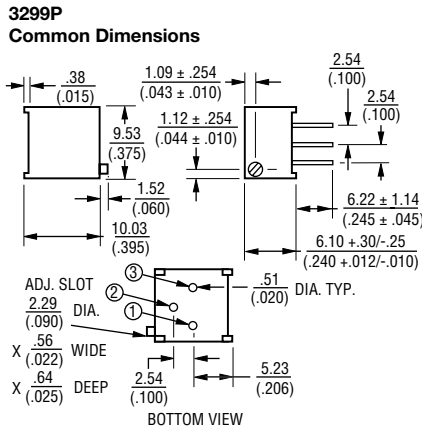 3299P
Common Dimensions
.38
(.015)
9.53
(.375)
1.52
(.060)
10.03
(.395)
1.09 ± .254
(.043 ± .010)
1.12 ± .254
(.044 ± .010)
2.54
(.100)
2.54
(.100)
6.22 ± 1.14
(.245 ± .045)
6.10 +.30/-.25
(.240 +.012/-.010)
ADJ. SLOT
2.29 DIA.
(.090)
X .56 WIDE
(.022)
X .64 DEEP
(.025)
3
2
1
.51 DIA. TYP.
(.020)
2.54
(.100)
5.23
(.206)
BOTTOM VIEW